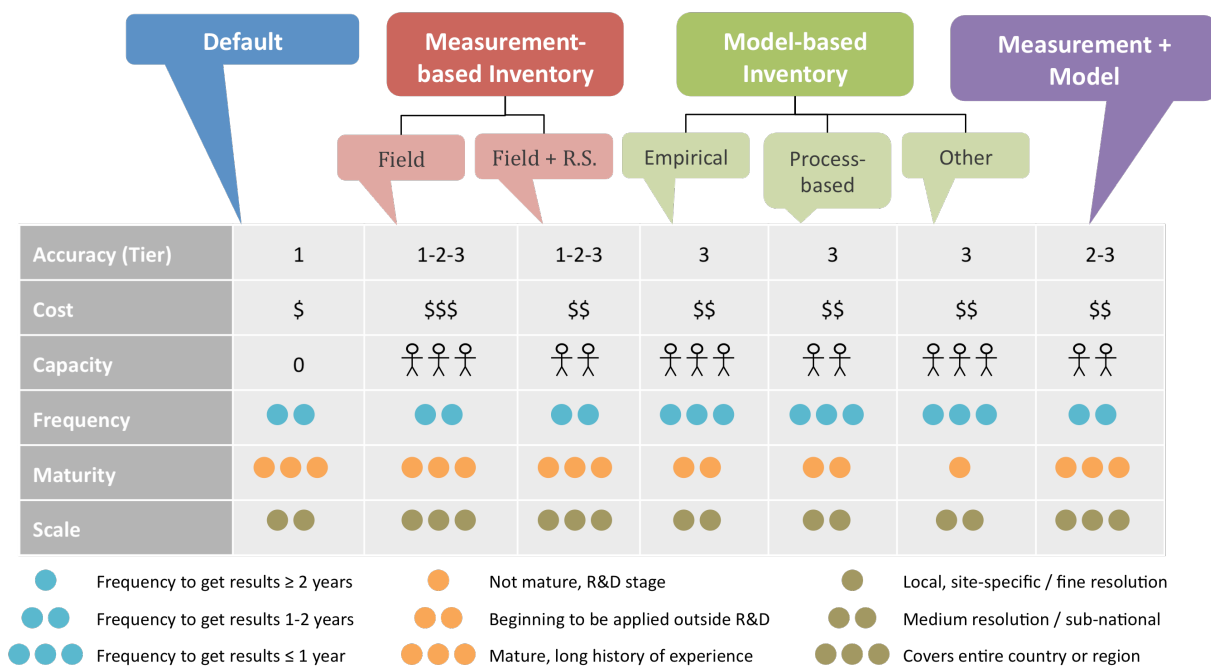 Default
Measurement-
based Inventory
Model-based
Inventory
Measurement +
Model
Field
Field + R.S.
Empirical
Process-
based
Other
Accuracy (Tier) 1 1-2-3 1-2-3 3 3 3 2-3
Cost $ $$$ $$ $$ $$ $$ $$
Capacity 0
Frequency
Maturity
Scale
Frequency to get results ≥ 2 years
Not mature, R&D stage
Local, site-specific / fine resolution
Frequency to get results 1-2 years
Beginning to be applied outside R&D
Medium resolution / sub-national
Frequency to get results ≤ 1 year
Mature, long history of experience
Covers entire country or region